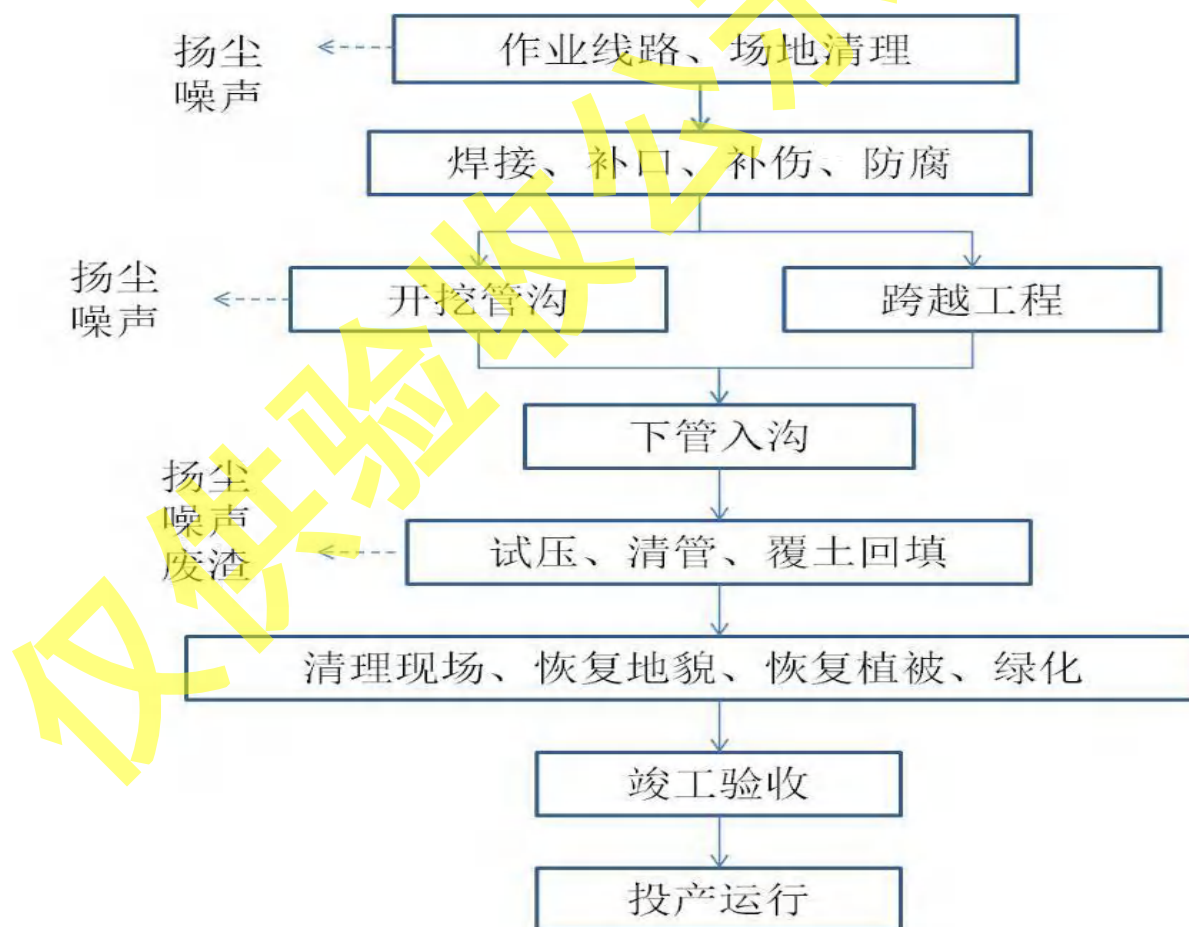 扬尘
噪声
作业线路、场地清理
焊接、补口、补伤、防腐
扬尘
噪声
开挖管沟
跨越工程
下管入沟
扬尘
噪声
废渣
试压、清管、覆土回填
清理现场、恢复地貌、恢复植被、绿化
竣工验收
投产运行
仅供验收公示